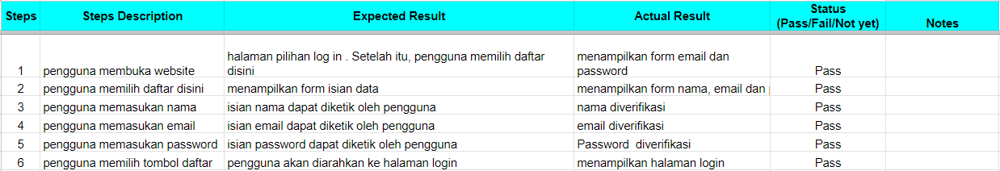 Steps Steps Description Expected Result Actual Result Status (Pass/Fail/Not yet) Notes
1 pengguna membuka website halaman pilihan log in . Setelah itu, pengguna memilih daftar disini menampilkan form email dan password Pass
2 pengguna memilih daftar disini menampilkan form isian data menampilkan form nama, email dan Pass
3 pengguna memasukan nama isian nama dapat diketik oleh pengguna nama diverifikasi Pass
4 pengguna memasukan email isian email dapat diketik oleh pengguna email diverifikasi Pass
5 pengguna memasukan password isian password dapat diketik oleh pengguna Password  diverifikasi Pass
6 pengguna memilih tombol daftar pengguna akan diarahkan ke halaman login menampilkan halaman login Pass